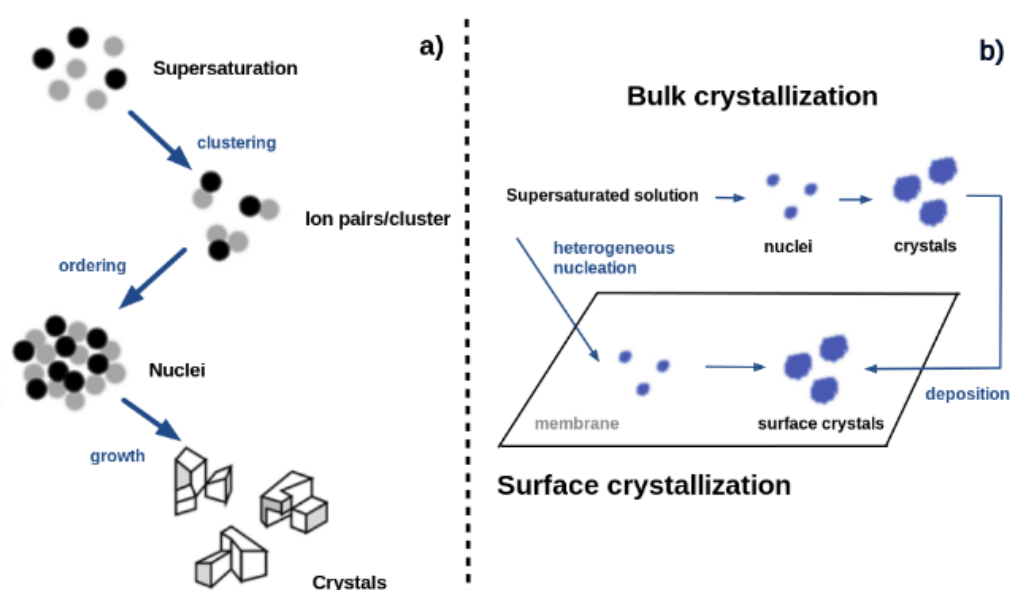 a)
Supersaturation
clustering
Ion pairs/cluster
ordering
Nuclei
growth
Crystals
b)
Bulk crystallization
Supersaturated solution
nuclei
crystals
heterogeneous
nucleation
membrane
surface crystals
deposition
Surface crystallization